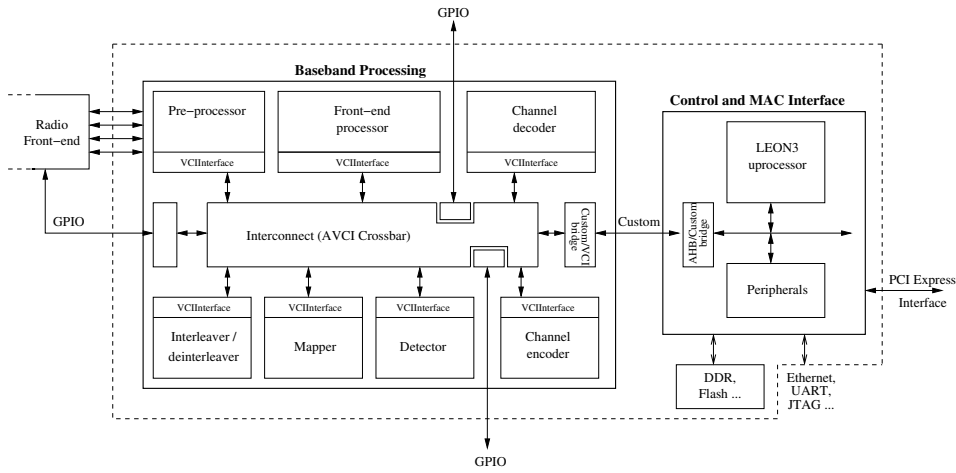 GPIO
Baseband Processing
Control and MAC Interface
Radio
Front−end
Pre−processor
VCIInterface
Front−end
processor
VCIInterface
Channel
decoder
VCIInterface
LEON3
uprocessor
GPIO
Interconnect (AVCI Crossbar)
Custom/VCI
bridge
Custom
AHB/Custom
bridge
Peripherals
PCI Express
Interface
VCIInterface
Interleaver /
deinterleaver
VCIInterface
Mapper
VCIInterface
Detector
VCIInterface
Channel
encoder
DDR,
Flash ...
Ethernet,
UART,
JTAG ...
GPIO